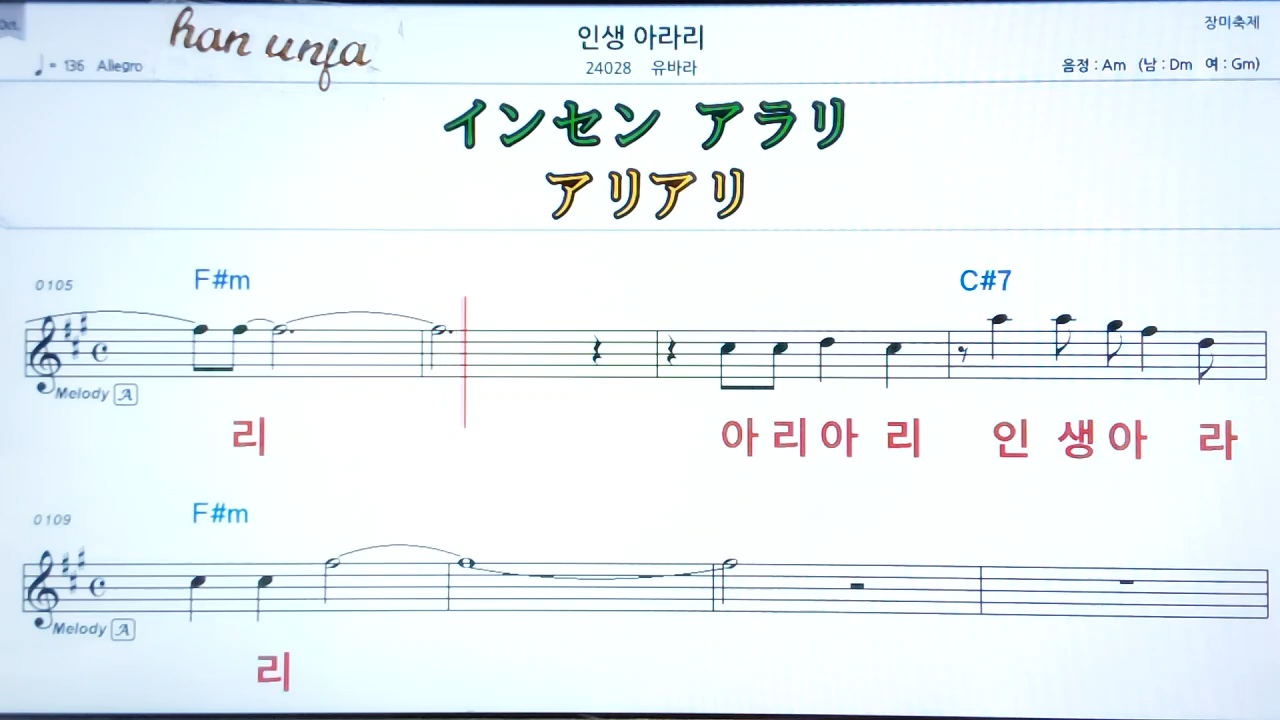 Oct.
han unfa
인생 아라리
장미축제
♩ = 136 Allegro
24028 유바라
음정 : Am (남 : Dm 여 : Gm)
インセン アラリ
アリアリ
0105 F#m C#7
Melody A
리 아 리 아 리 인 생 아 라
0109 F#m
Melody A
리